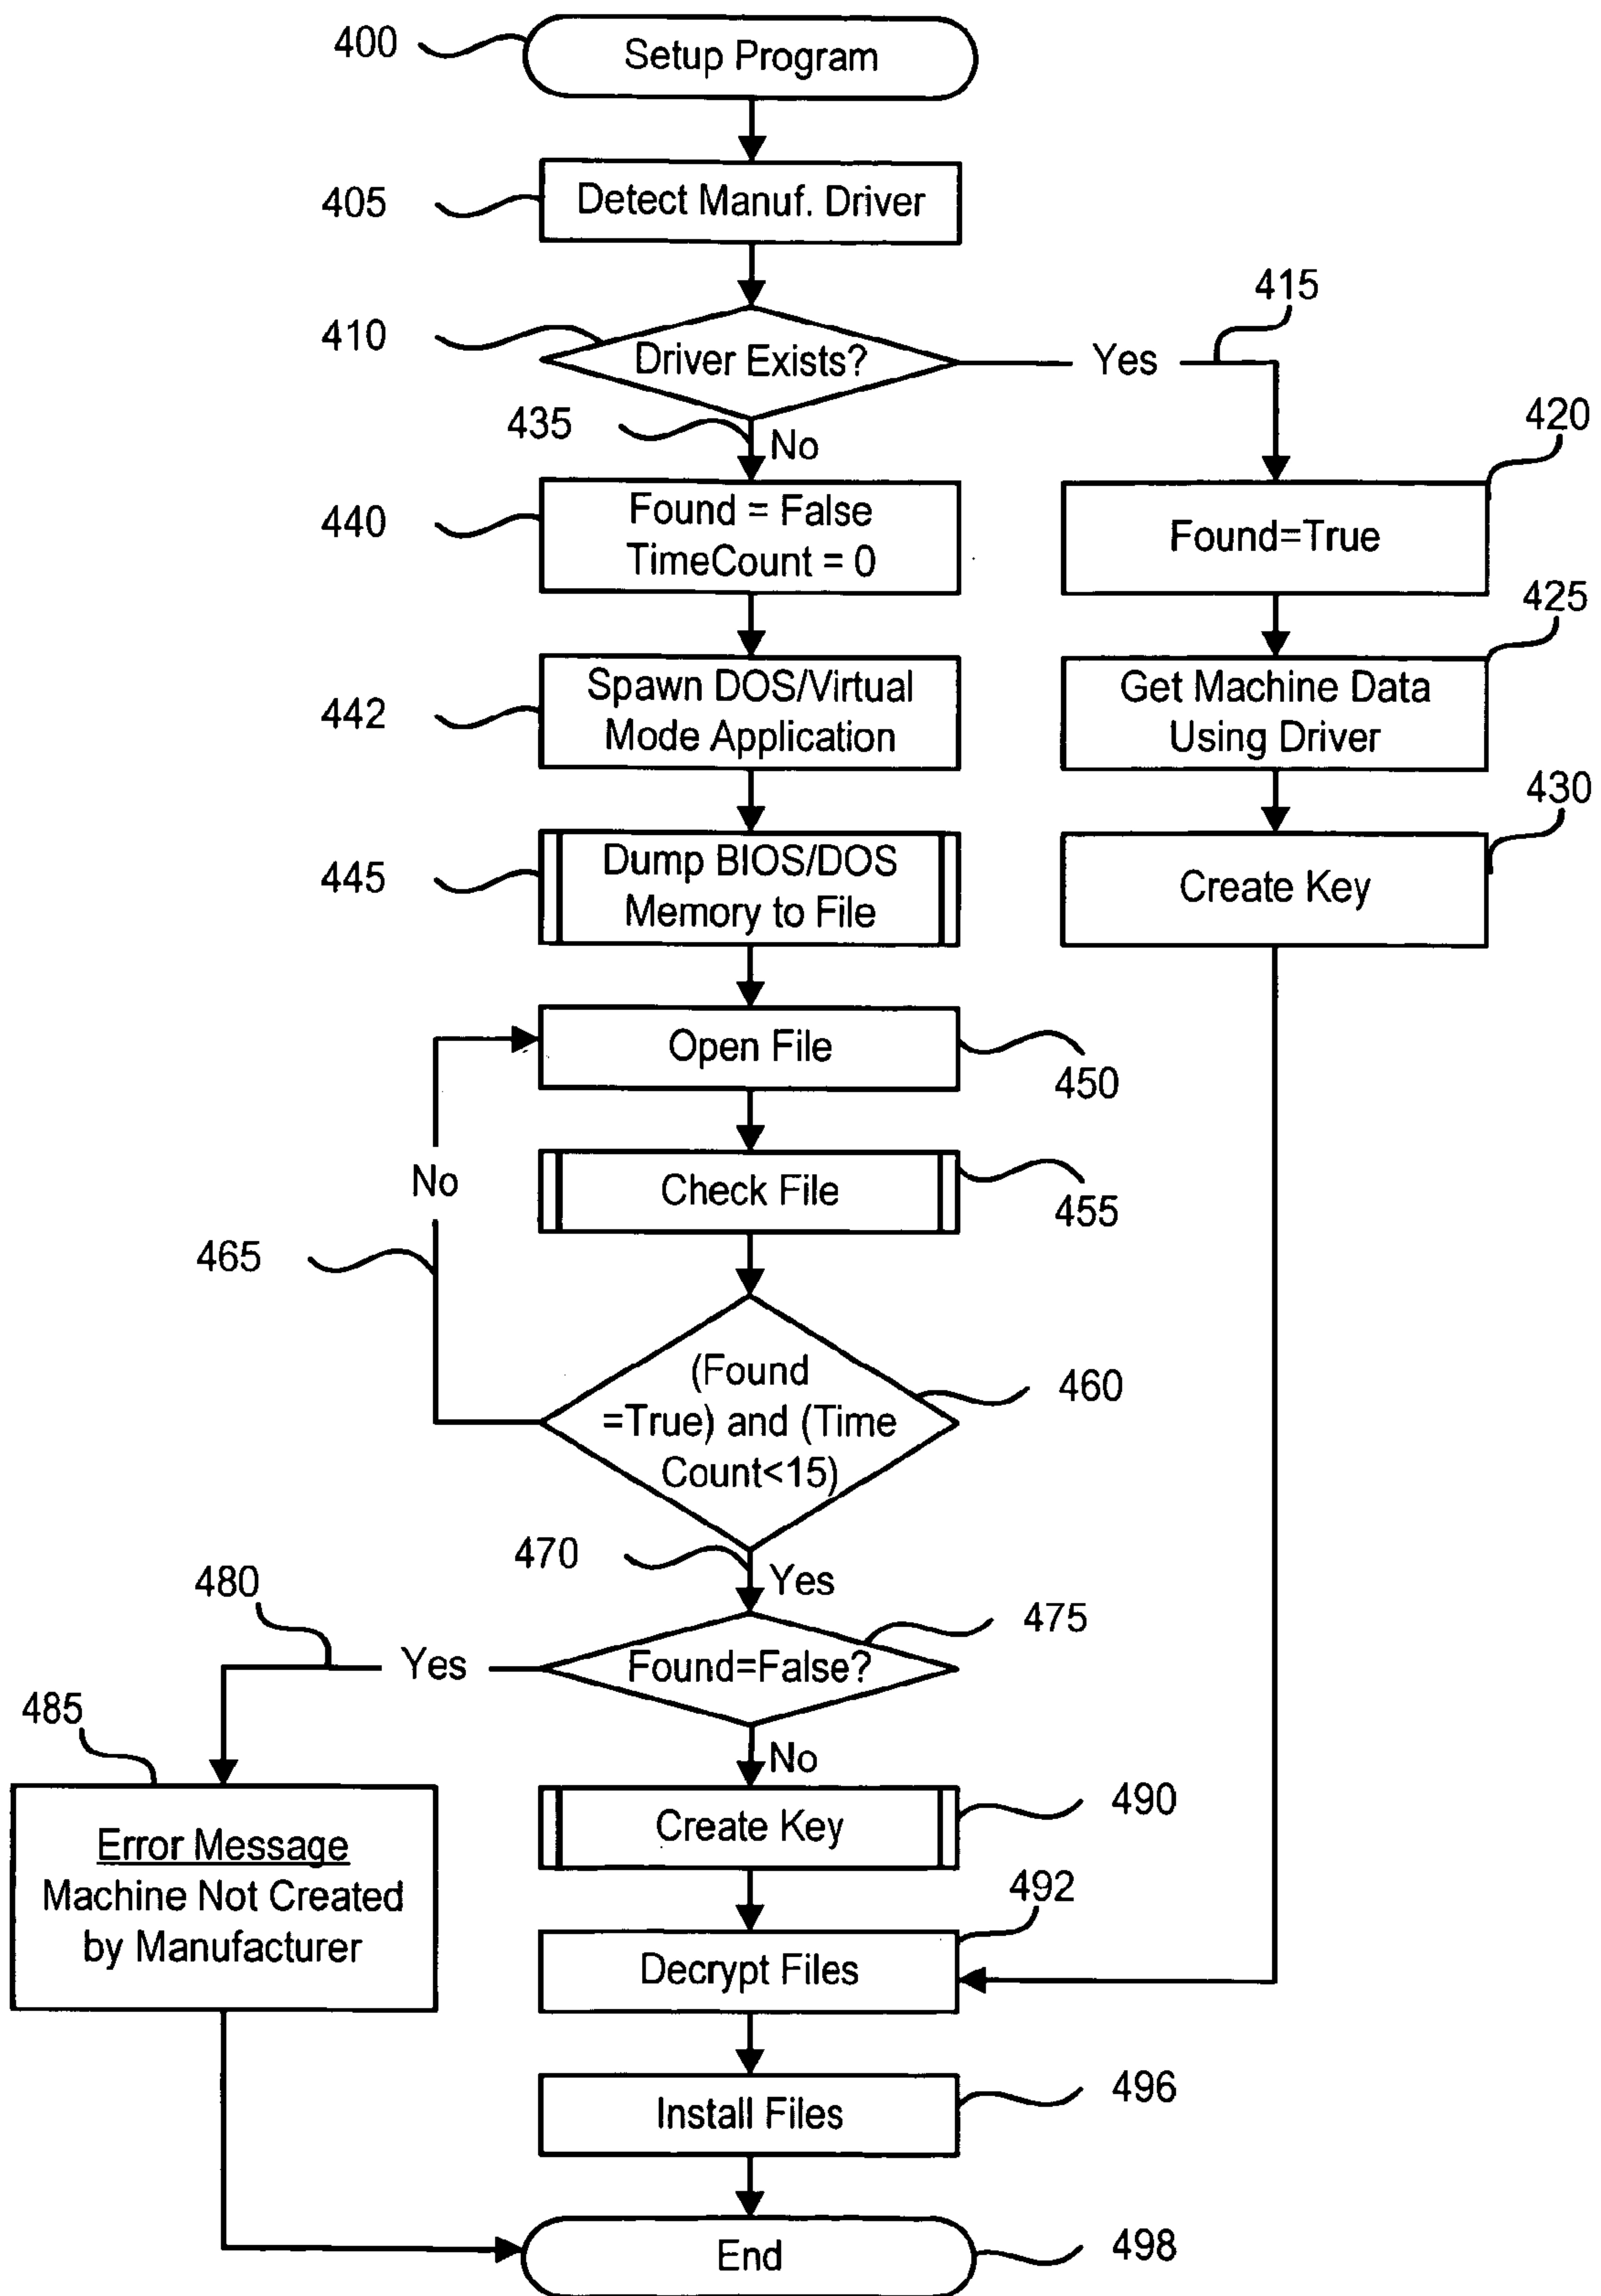 400
Setup Program
405
Detect Manuf. Driver
415
410
Driver Exists?
Yes
435
No
420
440
Found = False
TimeCount = 0
Found=True
425
442
Spawn DOS/Virtual
Mode Application
Get Machine Data
Using Driver
430
445
Dump BIOS/DOS
Memory to File
Create Key
Open File
450
No
Check File
455
465
(Found
=True) and (Time
Count<15)
460
470
Yes
480
475
Yes
Found=False?
485
No
Error Message
Machine Not Created
by Manufacturer
Create Key
490
492
Decrypt Files
Install Files
496
End
498